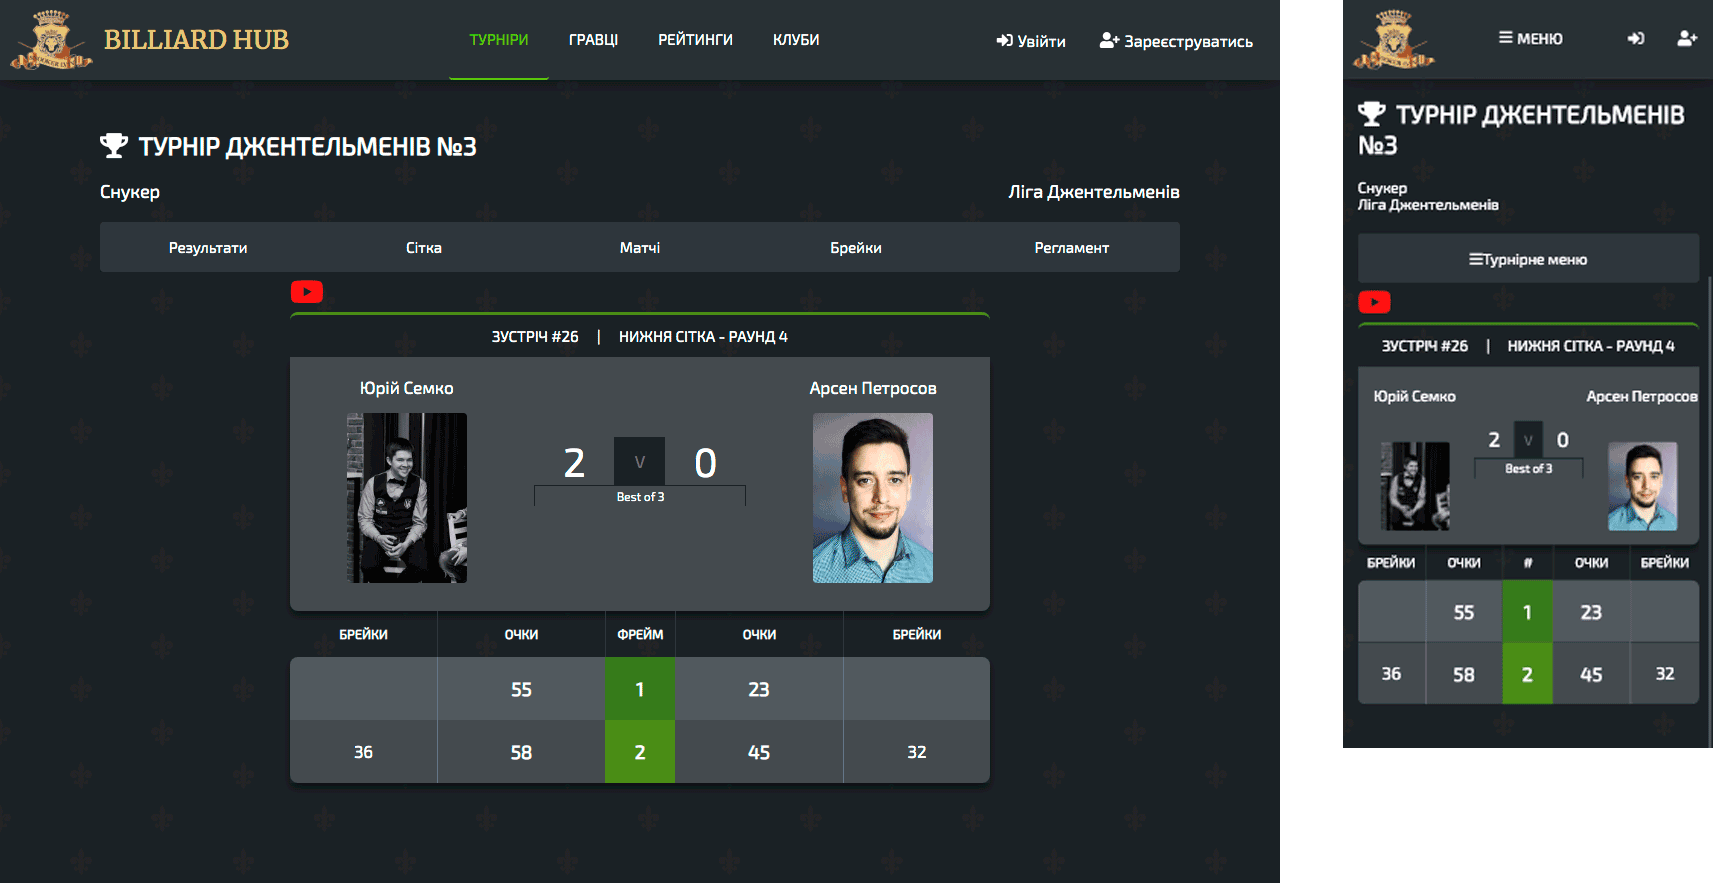 BILLIARD HUB
ТУРНІРИ ГРАВЦІ РЕЙТИНГИ КЛУБИ
Увійти Зареєструватись
ТУРНІР ДЖЕНТЕЛЬМЕНІВ №3
Снукер Ліга Джентельменів
Результати Сітка Матчі Брейки Регламент
ЗУСТРІЧ #26 | НИЖНЯ СІТКА - РАУНД 4
Юрій Семко Арсен Петросов
2 V 0
Best of 3
БРЕЙКИ ОЧКИ ФРЕЙМ ОЧКИ БРЕЙКИ
55 1 23
36 58 2 45 32
МЕНЮ
ТУРНІР ДЖЕНТЕЛЬМЕНІВ
№3
Снукер
Ліга Джентельменів
Турнірне меню
ЗУСТРІЧ #26 | НИЖНЯ СІТКА - РАУНД 4
Юрій Семко Арсен Петросов
2 V 0
Best of 3
БРЕЙКИ ОЧКИ # ОЧКИ БРЕЙКИ
55 1 23
36 58 2 45 32